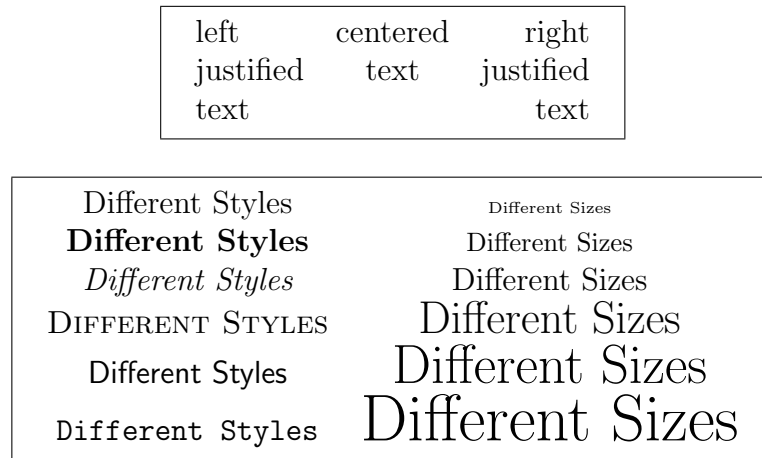 left centered right
justified text justified
text text
Different Styles Different Sizes
Different Styles Different Sizes
Different Styles Different Sizes
DIFFERENT STYLES Different Sizes
Different Styles Different Sizes
Different Styles Different Sizes